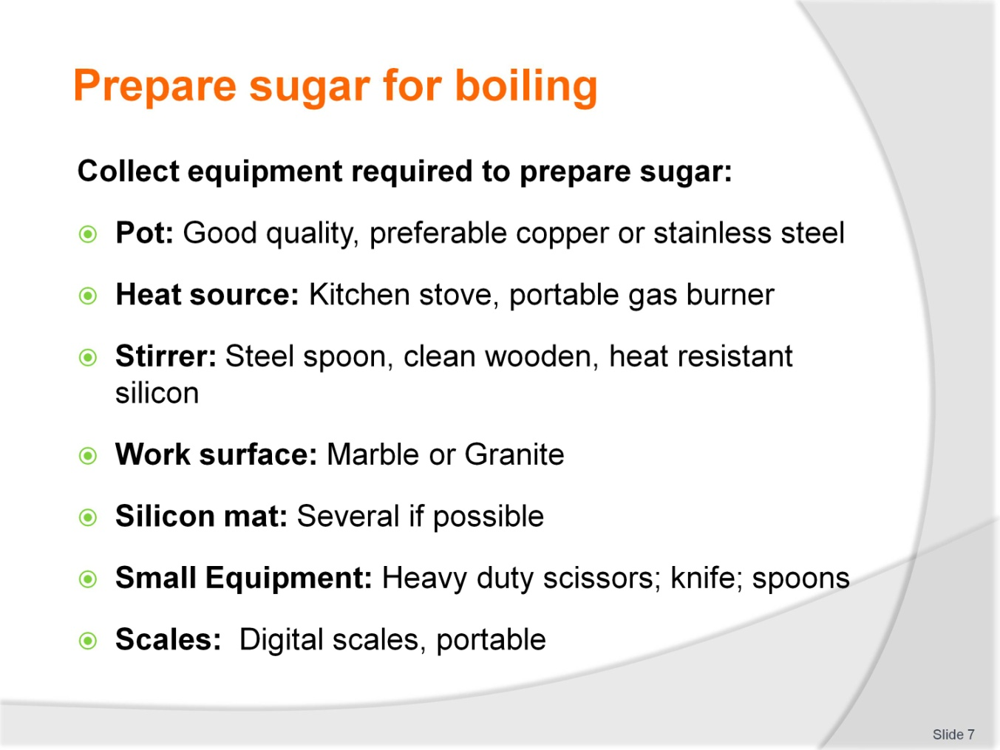 Prepare sugar for boiling
Collect equipment required to prepare sugar:
Pot: Good quality, preferable copper or stainless steel
Heat source: Kitchen stove, portable gas burner
Stirrer: Steel spoon, clean wooden, heat resistant
silicon
Work surface: Marble or Granite
Silicon mat: Several if possible
Small Equipment: Heavy duty scissors; knife; spoons
Scales:  Digital scales, portable
Slide 7